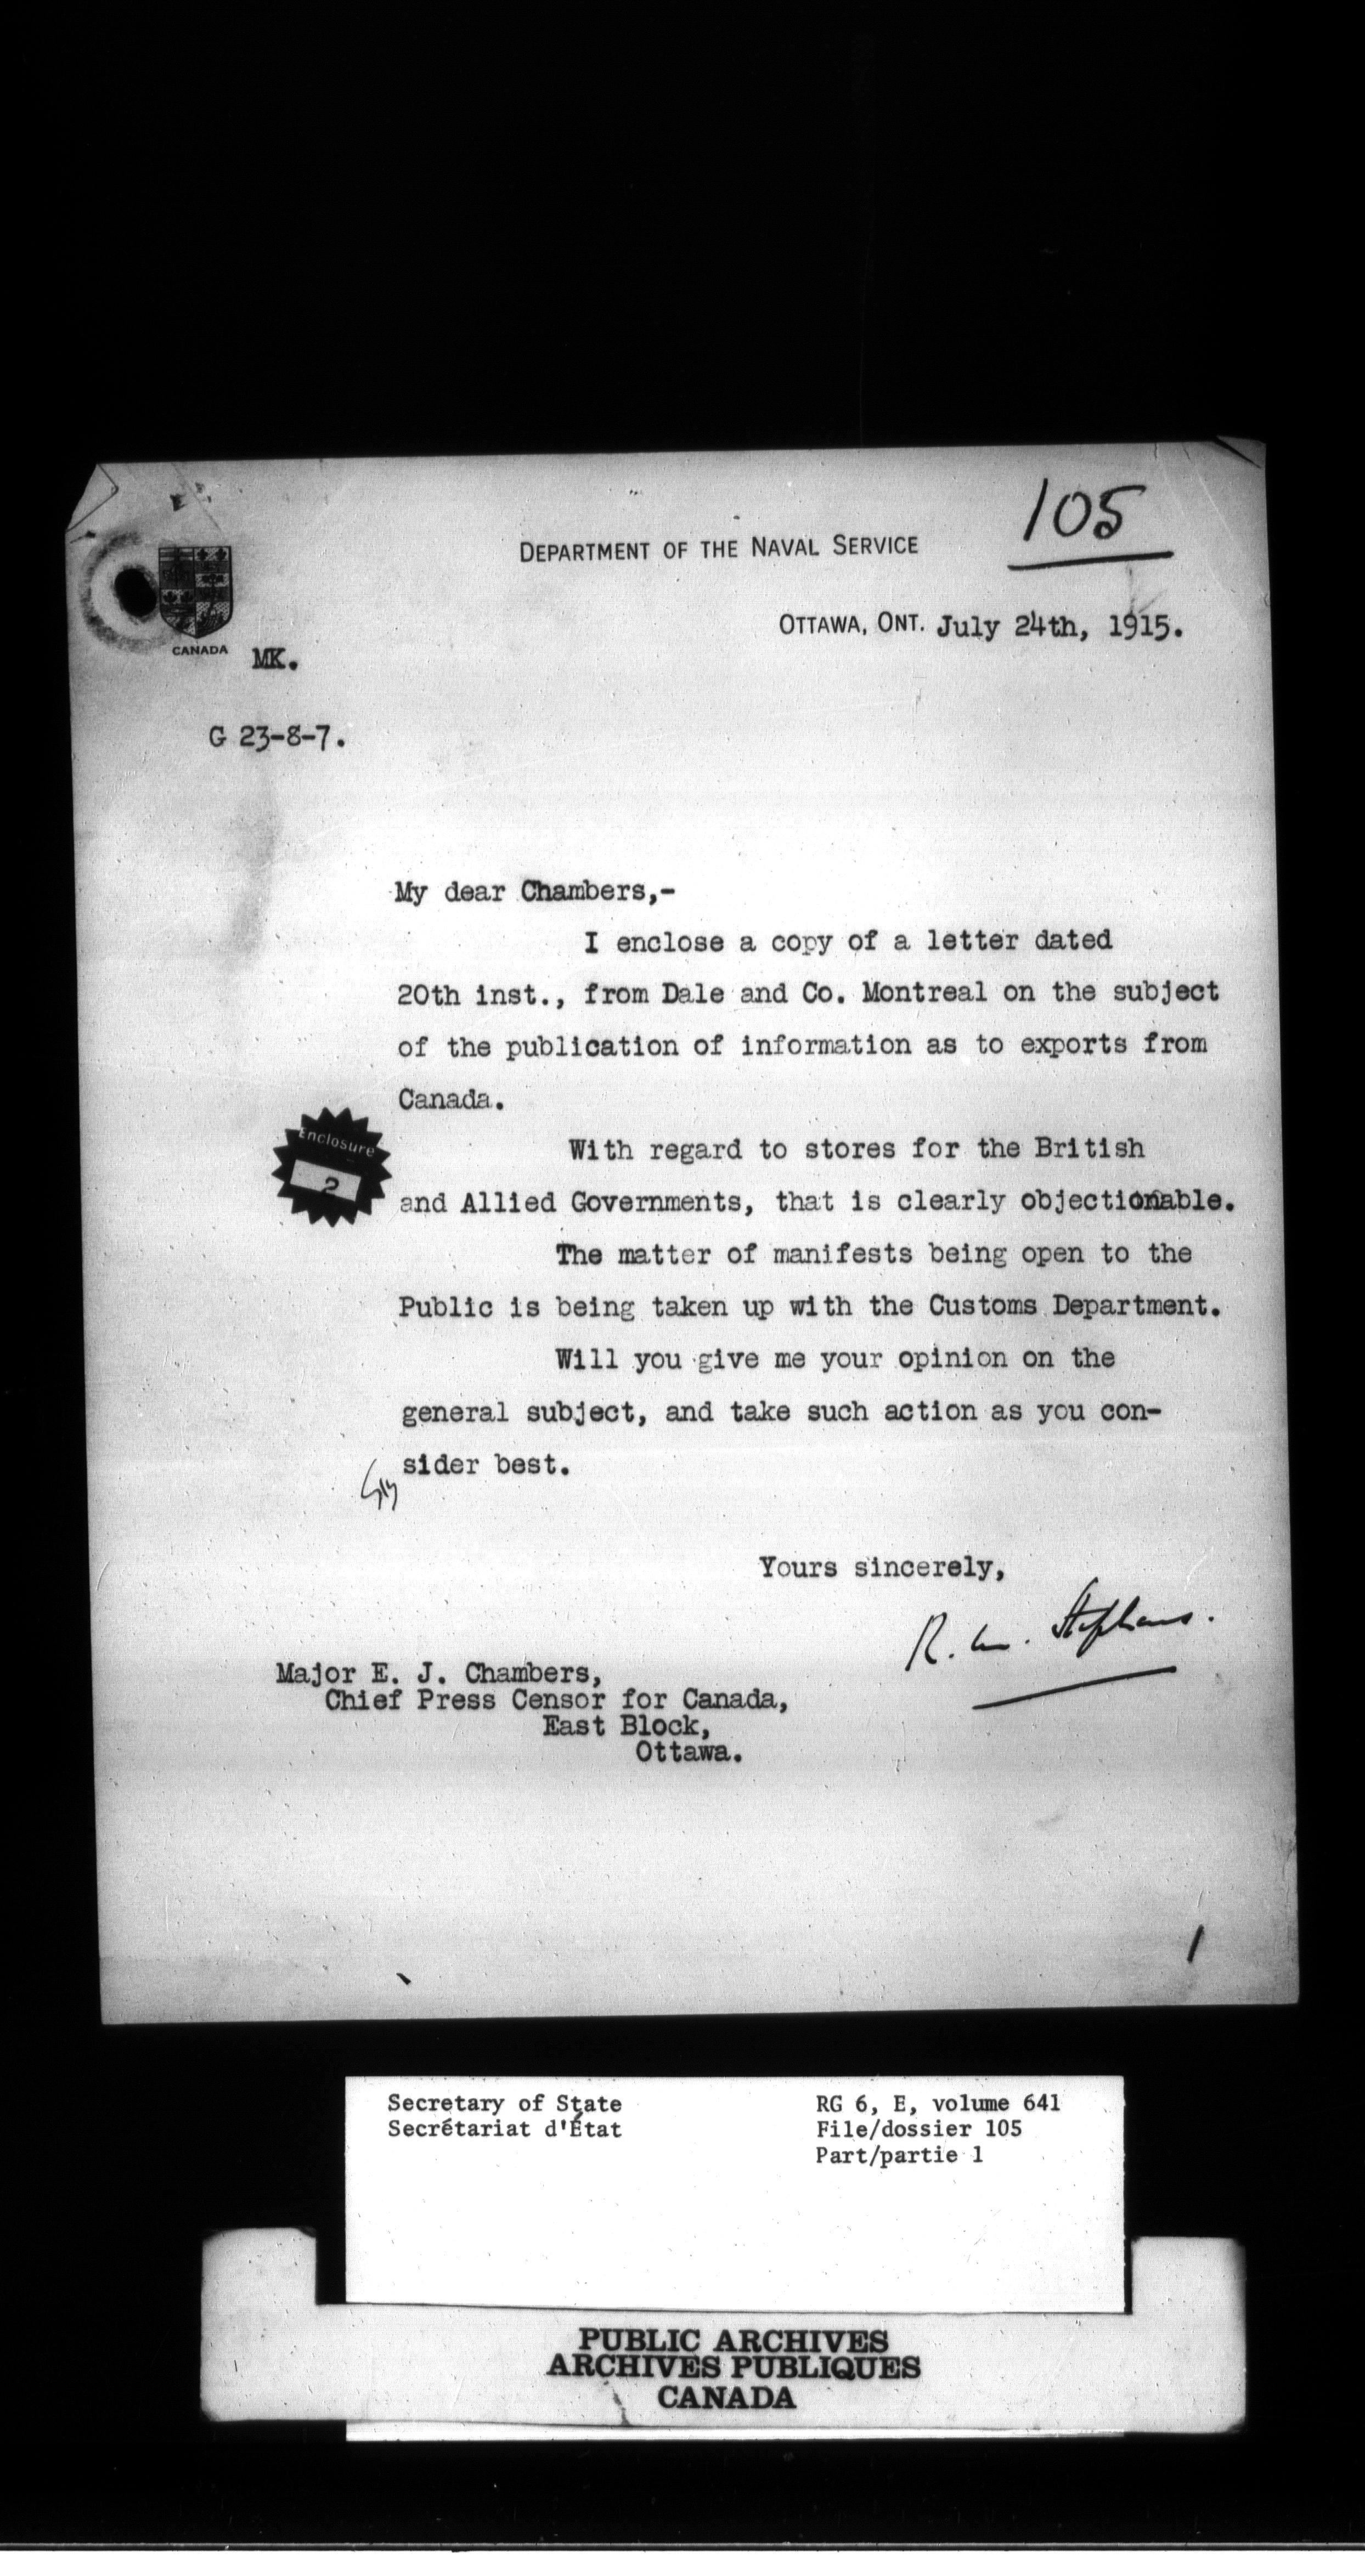 105
DEPARTMENT OF THE NAVAL SERVICE
OTTAWA, ONT. July 24th, 1915.
CANADA
MK.
G 23-8-7.
My dear Chambers,-
I enclose a copy of a letter dated
20th inst., from Dale and Co. Montreal on the subject
of the publication of information as to exports from
Canada.
Enclosure
2
With regard to stores for the British
and Allied Governments, that is clearly objectionable.
The matter of manifests being open to the
Public is being taken up with the Customs Department.
Will you give me your opinion on the
general subject, and take such action as you con-
sider best.
Yours sincerely,
R. W. Stephens.
Major E. J. Chambers,
Chief Press Censor for Canada,
East Block,
Ottawa.
1
Secretary of State
Secrétariat d'État
RG 6, E, volume 641
File/dossier 105
Part/partie 1
PUBLIC ARCHIVES
ARCHIVES PUBLIQUES
CANADA